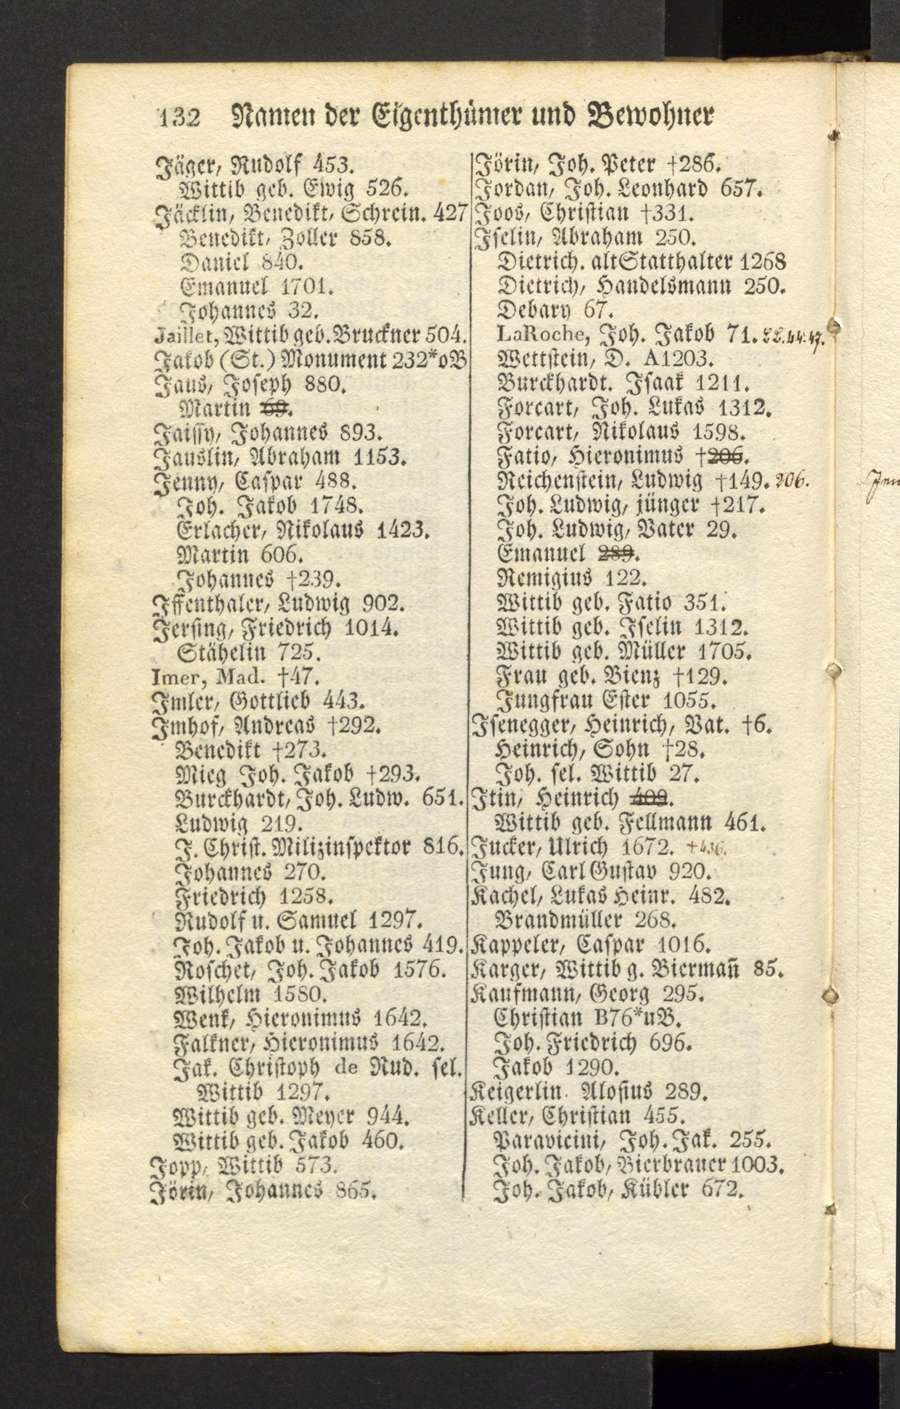 132 Namen der Eigenthümer und Bewohner
Jäger, Rudolf 453.
Wittib geb. Ewig 526.
Jäcklin, Benedikt, Schrein. 427
Benedikt, Zoller 858.
Daniel 840.
Emanuel 1701.
Johannes 32.
Jaillet, Wittib geb. Bruckner 504.
Jakob (St.) Monument 232*oB
Jaus, Joseph 880.
Martin 69.
Jaissy, Johannes 893.
Jauslin, Abraham 1153.
Jenny, Caspar 488.
Joh. Jakob 1748.
Erlacher, Nikolaus 1423.
Martin 606.
Johannes †239.
Iffenthaler, Ludwig 902.
Jersing, Friedrich 1014.
Stähelin 725.
Imer, Mad. †47.
Imler, Gottlieb 443.
Imhof, Andreas †292.
Benedikt †273.
Mieg Joh. Jakob †293.
Burckhardt, Joh. Ludw. 651.
Ludwig 219.
J. Christ. Milizinspektor 816.
Johannes 270.
Friedrich 1258.
Rudolf u. Samuel 1297.
Joh. Jakob u. Johannes 419.
Roschet, Joh. Jakob 1576.
Wilhelm 1580.
Wenk, Hieronimus 1642.
Falkner, Hieronimus 1642.
Jak. Christoph de Rud. sel.
Wittib 1297.
Wittib geb. Meyer 944.
Wittib geb. Jakob 460.
Jopp, Wittib 573.
Jörin, Johannes 865.
Jörin, Joh. Peter †286.
Jordan, Joh. Leonhard 657.
Joos, Christian †331.
Iselin, Abraham 250.
Dietrich. altStatthalter 1268
Dietrich, Handelsmann 250.
Debary 67.
LaRoche, Joh. Jakob 71.
Wettstein, D. A1203.
Burckhardt. Isaak 1211.
Forcart, Joh. Lukas 1312.
Forcart, Nikolaus 1598.
Fatio, Hieronimus †206.
Reichenstein, Ludwig †149. 206.
Joh. Ludwig, jünger †217.
Joh. Ludwig, Vater 29.
Emanuel 289.
Remigius 122.
Wittib geb. Fatio 351.
Wittib geb. Iselin 1312.
Wittib geb. Müller 1705.
Frau geb. Bienz †129.
Jungfrau Ester 1055.
Isenegger, Heinrich, Vat. †6.
Heinrich, Sohn †28.
Joh. sel. Wittib 27.
Itin, Heinrich 409.
Wittib geb. Fellmann 461.
Jucker, Ulrich 1672.
Jung, Carl Gustav 920.
Kachel, Lukas Heinr. 482.
Brandmüller 268.
Kappeler, Caspar 1016.
Karger, Wittib g. Biermañ 85.
Kaufmann, Georg 295.
Christian B76*uB.
Joh. Friedrich 696.
Jakob 1290.
Keigerlin. Alosius 289.
Keller, Christian 455.
Paravicini, Joh. Jak. 255.
Joh. Jakob, Bierbrauer 1003.
Joh. Jakob, Kübler 672.